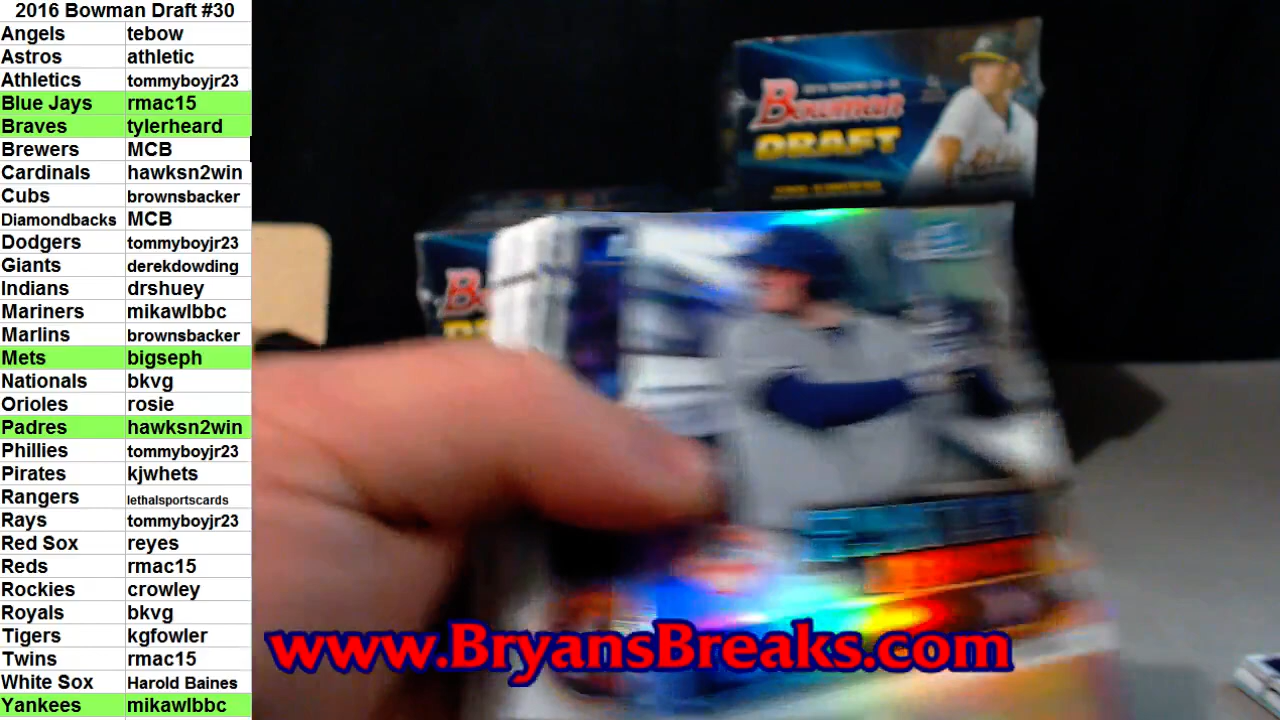 2016 Bowman Draft #30
Angels tebow
Astros athletic
Athletics tommyboyjr23
Blue Jays rmac15
Braves tylerheard
Brewers MCB
Cardinals hawksn2win
Cubs brownsbacker
Diamondbacks MCB
Dodgers tommyboyjr23
Giants derekdowding
Indians drshuey
Mariners mikawlbbc
Marlins brownsbacker
Mets bigseph
Nationals bkvg
Orioles rosie
Padres hawksn2win
Phillies tommyboyjr23
Pirates kjwhets
Rangers lethalsportscards
Rays tommyboyjr23
Red Sox reyes
Reds rmac15
Rockies crowley
Royals bkvg
Tigers kgfowler
Twins rmac15
White Sox Harold Baines
Yankees mikawlbbc
Bowman
DRAFT
www.BryansBreaks.com